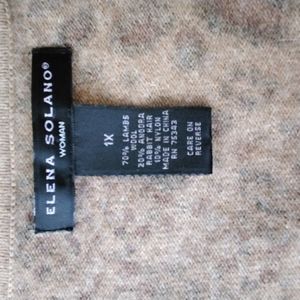 ELENA SOLANO®
WOMAN
1X
70% LAMBS
WOOL
20% ANGORA
RABBIT HAIR
10% NYLON
MADE IN CHINA
RN 75343
CARE ON
REVERSE